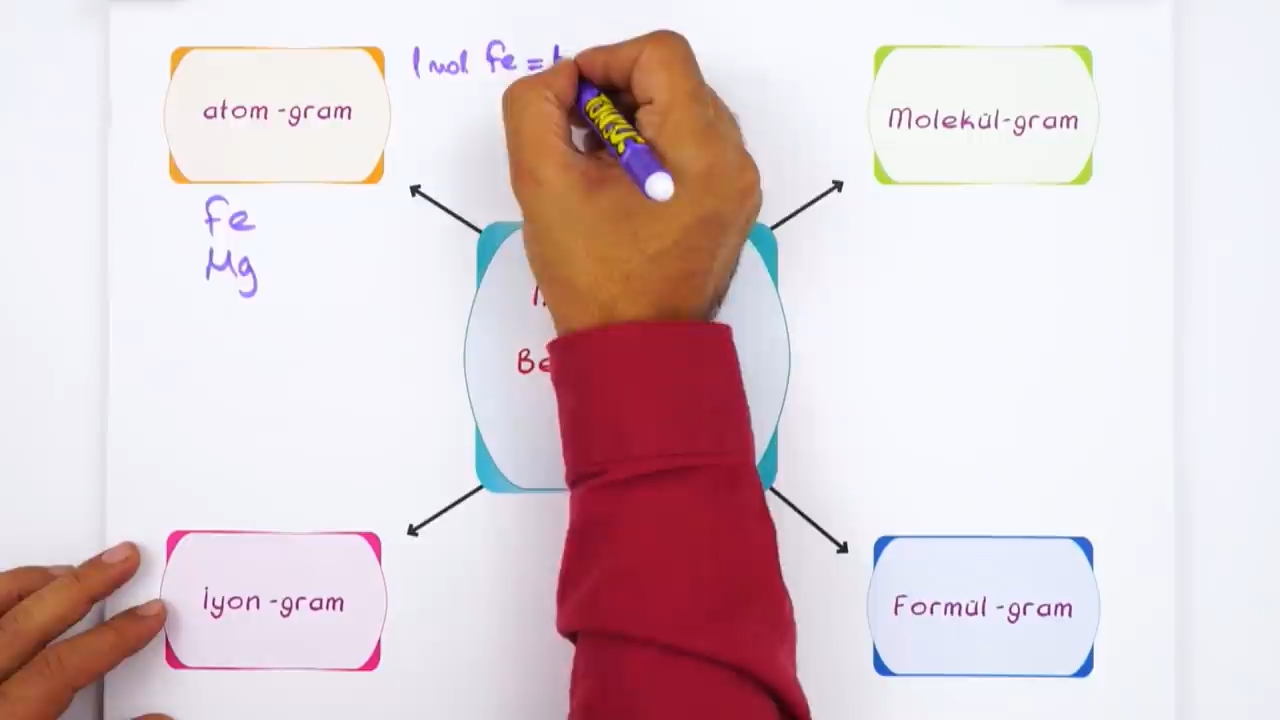 atom -gram
1 mol Fe =
Molekül-gram
Fe
Mg
İyon -gram
Formül -gram